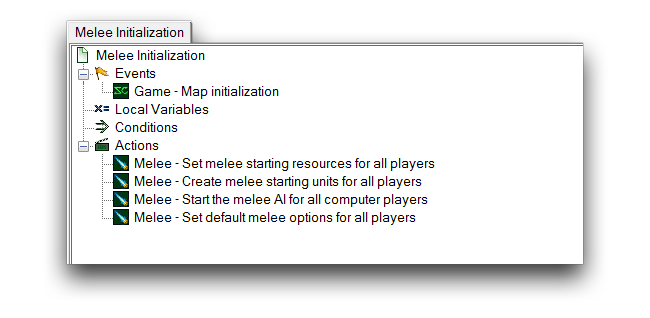 Melee Initialization
Melee Initialization
Events
Game - Map initialization
x= Local Variables
Conditions
Actions
Melee - Set melee starting resources for all players
Melee - Create melee starting units for all players
Melee - Start the melee AI for all computer players
Melee - Set default melee options for all players